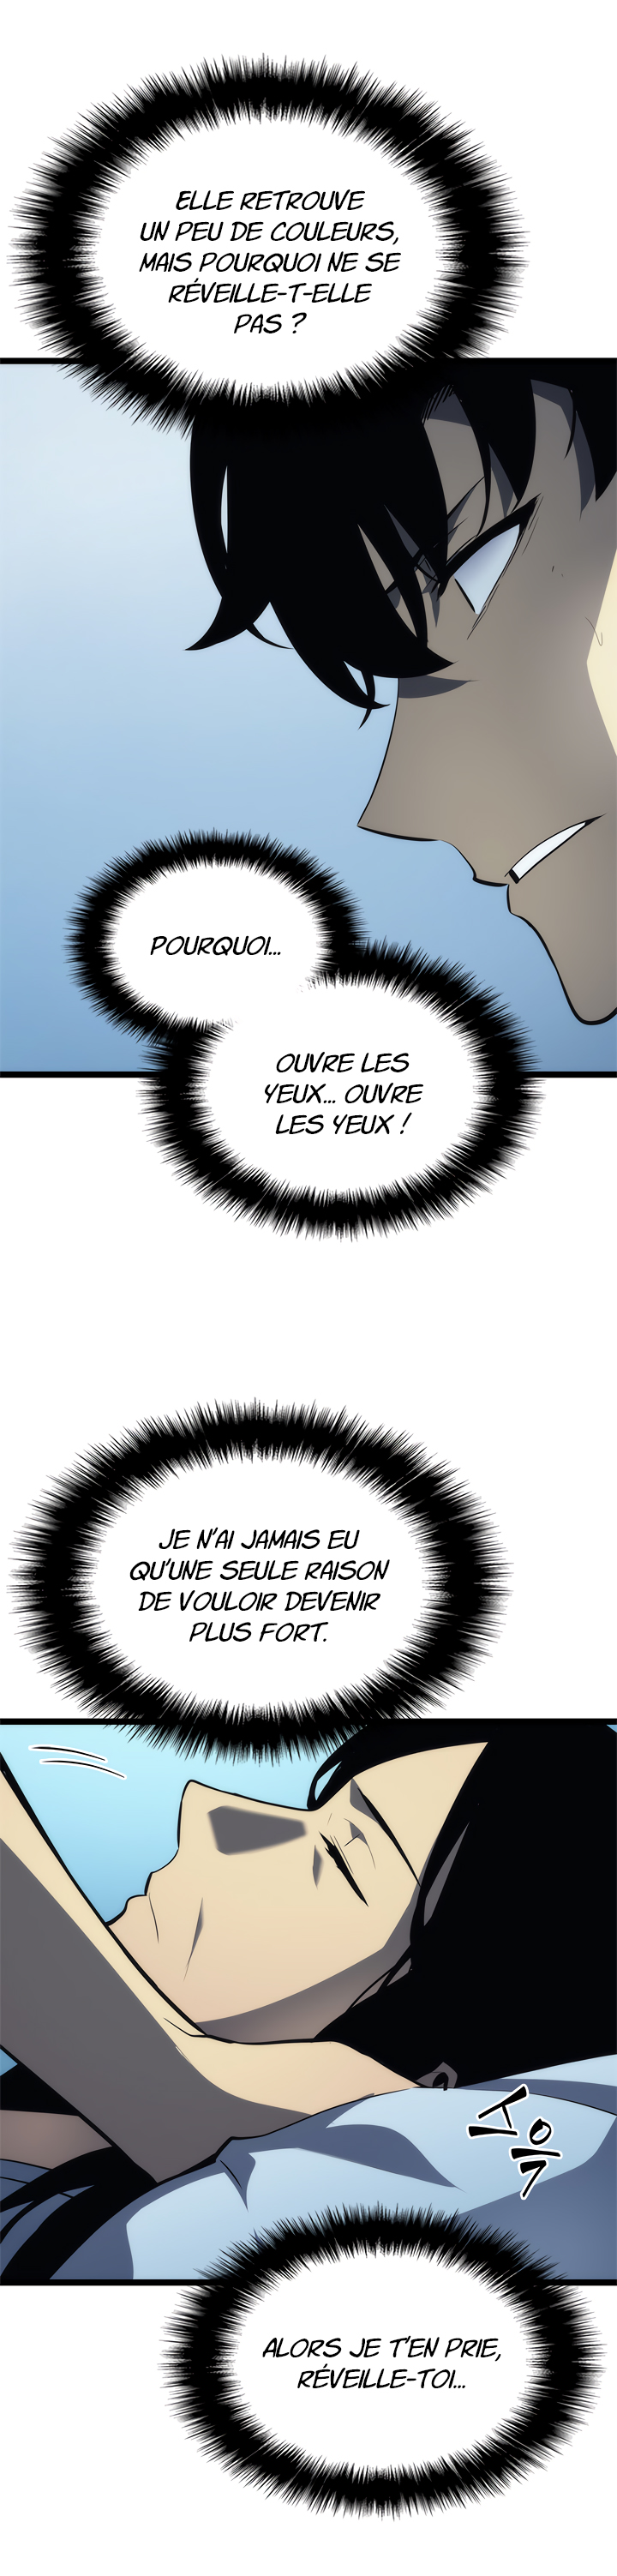 ELLE RETROUVE
UN PEU DE COULEURS,
MAIS POURQUOI NE SE
RÉVEILLE-T-ELLE
PAS ?
POURQUOI...
OUVRE LES
YEUX... OUVRE
LES YEUX !
JE N'AI JAMAIS EU
QU'UNE SEULE RAISON
DE VOULOIR DEVENIR
PLUS FORT.
스윽
ALORS JE T'EN PRIE,
RÉVEILLE-TOI...